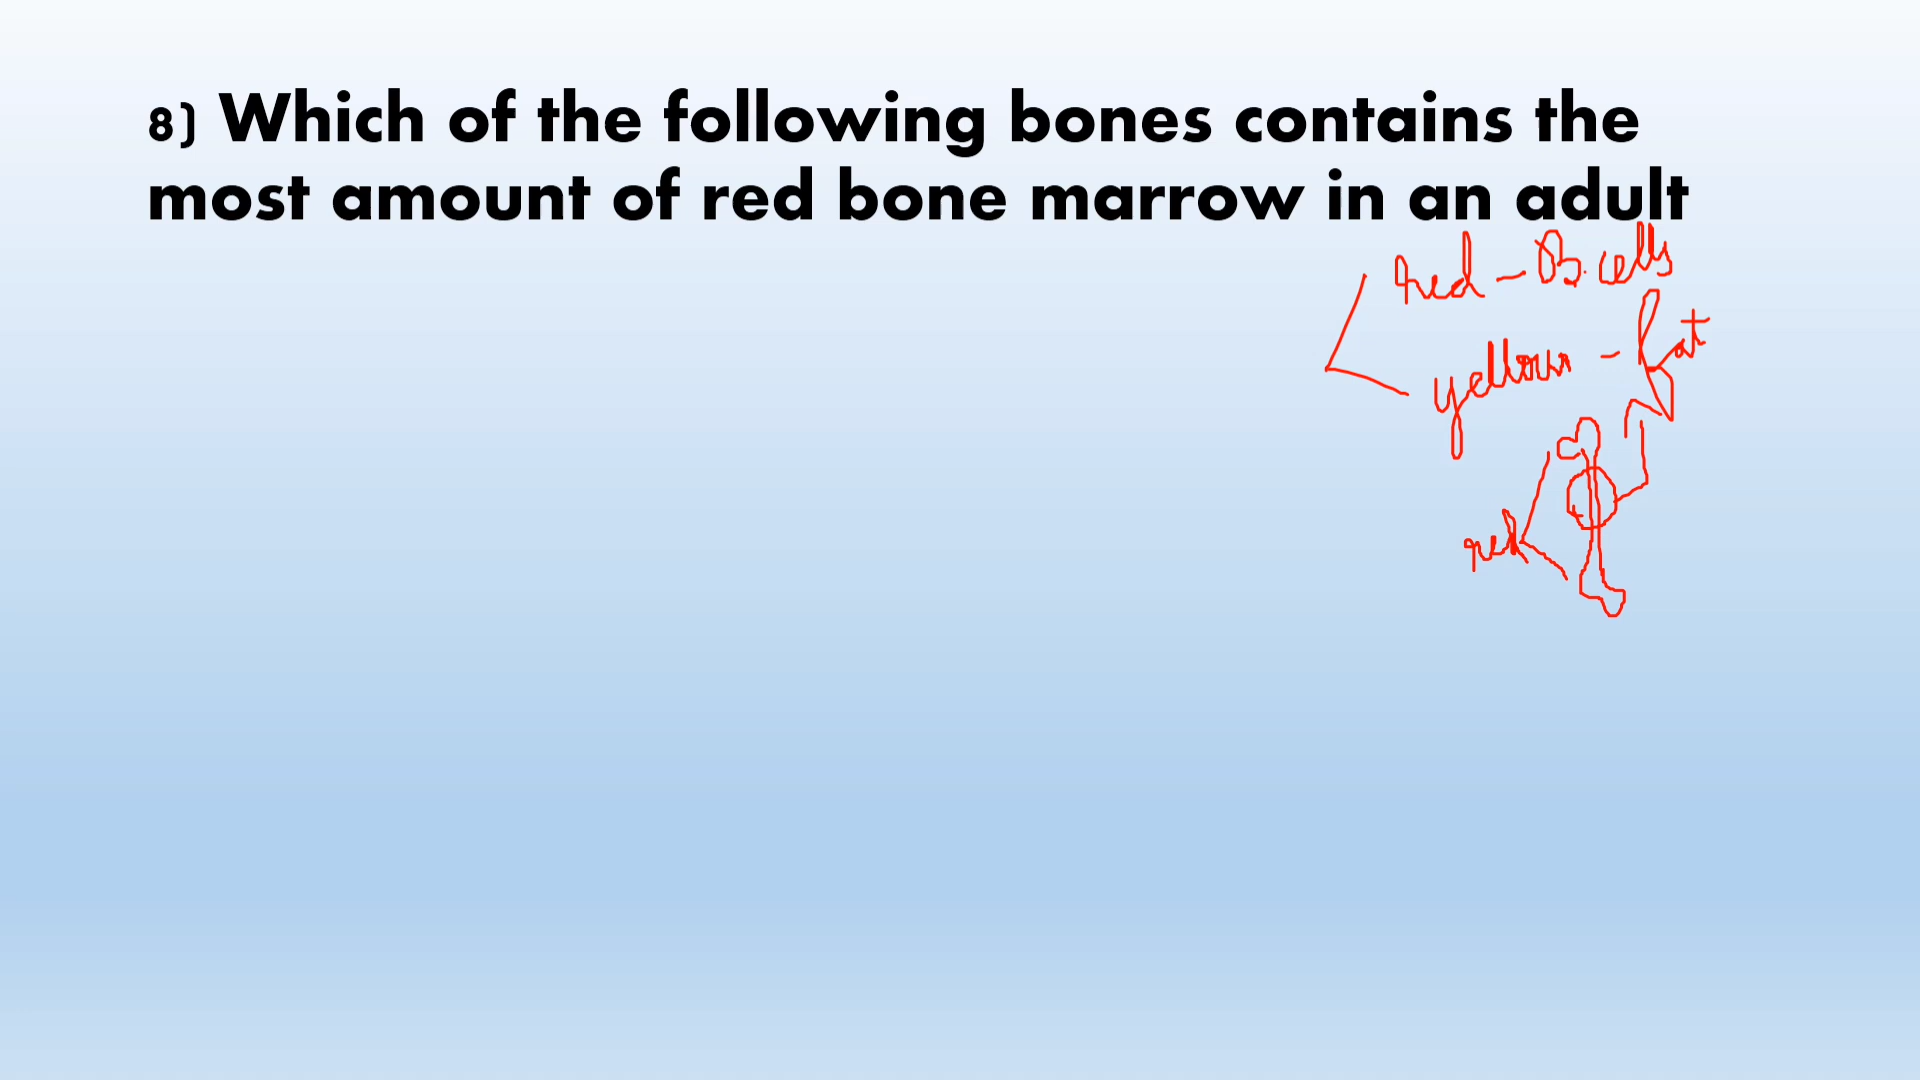 8) Which of the following bones contains the
most amount of red bone marrow in an adult
red - B. cells
yellow - fat
red